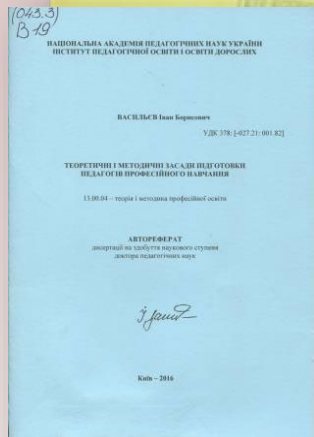 (043.3)
В 19
НАЦІОНАЛЬНА АКАДЕМІЯ ПЕДАГОГІЧНИХ НАУК УКРАЇНИ
ІНСТИТУТ ПЕДАГОГІЧНОЇ ОСВІТИ І ОСВІТИ ДОРОСЛИХ
ВАСИЛЬЄВ Іван Борисович
УДК 378: [-027.21: 001.82]
ТЕОРЕТИЧНІ І МЕТОДИЧНІ ЗАСАДИ ПІДГОТОВКИ
ПЕДАГОГІВ ПРОФЕСІЙНОГО НАВЧАННЯ
13.00.04 – теорія і методика професійної освіти
АВТОРЕФЕРАТ
дисертації на здобуття наукового ступеня
доктора педагогічних наук
Київ – 2016